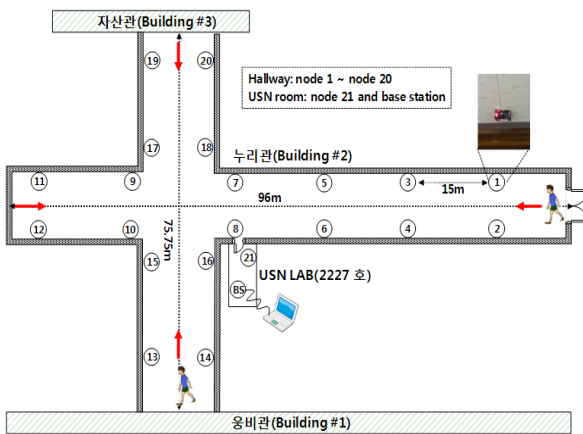 자산관(Building #3)
19
20
Hallway: node 1 ~ node 20
USN room: node 21 and base station
17
18
누리관(Building #2)
11
9
7
5
3
1
15m
96m
75.75m
12
10
8
6
4
2
15
16
21
USN LAB(2227 호)
BS
13
14
웅비관(Building #1)